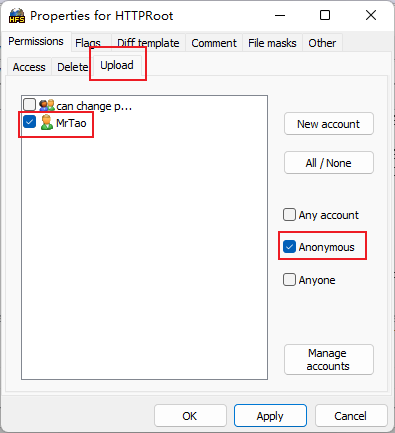 HFS
Properties for HTTPRoot
Permissions Flags Diff template Comment File masks Other
Access Delete Upload
can change p...
MrTao
New account
All / None
Any account
Anonymous
Anyone
Manage
accounts
OK Apply Cancel